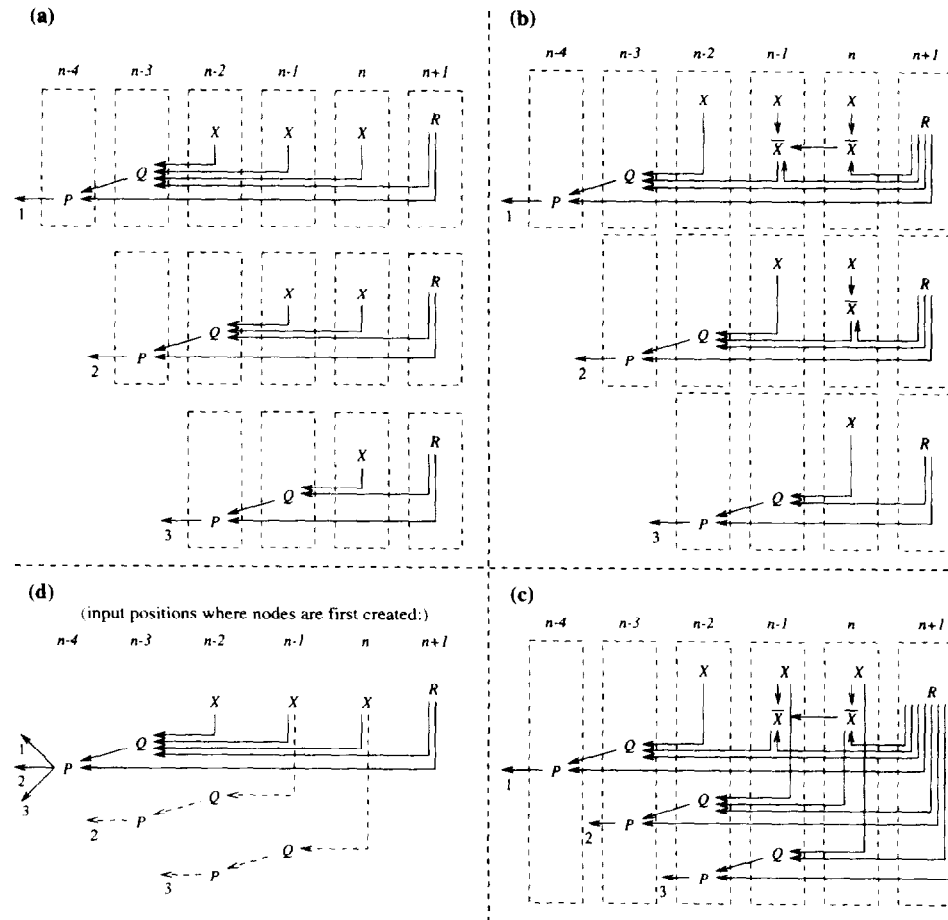 (a)
n-4 n-3 n-2 n-1 n n+1
R
X X X
Q
P
1
R
X X
Q
P
2
R
X
Q
P
3
(b)
n-4 n-3 n-2 n-1 n n+1
X X X
R
X̅ X̅
Q
P
1
X X
R
X̅
Q
P
2
X
R
Q
P
3
(d)
(input positions where nodes are first created:)
n-4 n-3 n-2 n-1 n n+1
R
X X X
Q
1
P
2
3
Q
P
2
Q
P
3
(c)
n-4 n-3 n-2 n-1 n n+1
X X X
R
X̅ X̅
Q
P
1
Q
P
2
Q
P
3